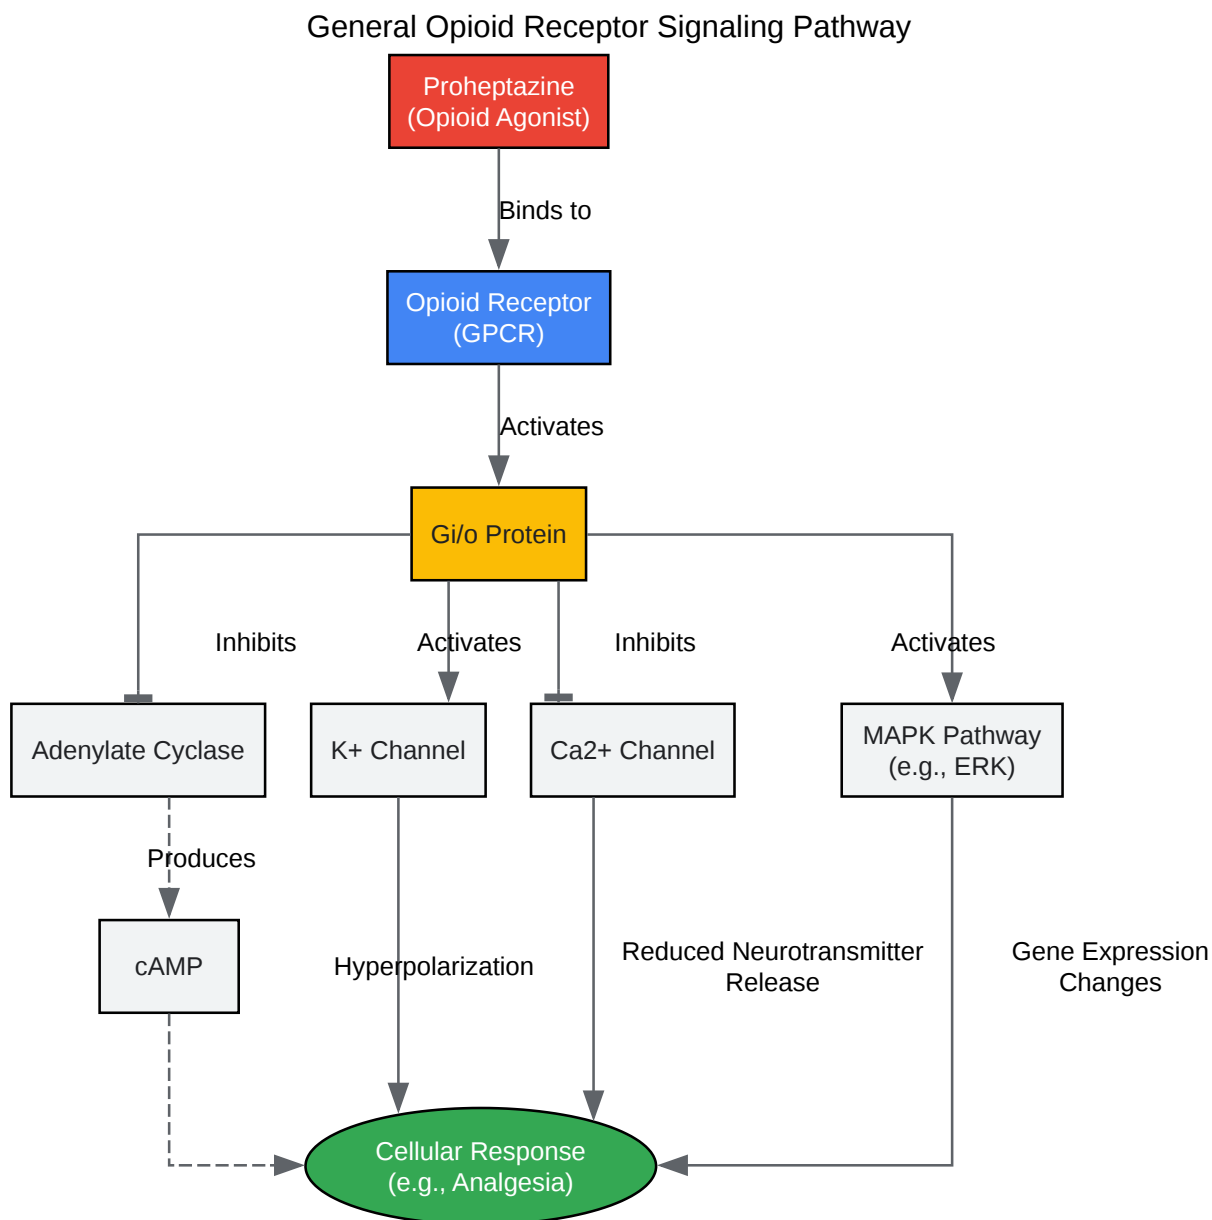 General Opioid Receptor Signaling Pathway
Proheptazine
(Opioid Agonist)
Binds to
Opioid Receptor
(GPCR)
Activates
Gi/o Protein
Inhibits
Activates
Inhibits
Activates
Adenylate Cyclase
K+ Channel
Ca2+ Channel
MAPK Pathway
(e.g., ERK)
Produces
cAMP
Hyperpolarization
Reduced Neurotransmitter
Release
Gene Expression
Changes
Cellular Response
(e.g., Analgesia)